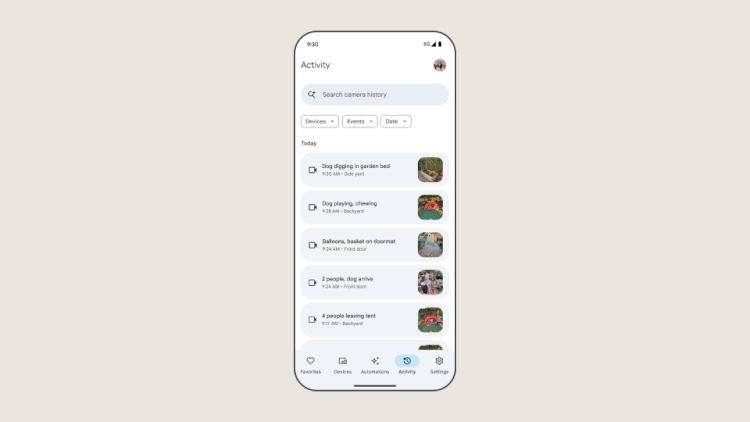 9:30
5G
Activity
Search camera history
Devices
Events
Date
Today
Dog digging in garden bed
9:30 AM • Side yard
Dog playing, chewing
9:28 AM • Backyard
Balloons, basket on doormat
9:24 AM • Front door
2 people, dog arrive
9:24 AM • Front door
4 people leaving tent
9:17 AM • Backyard
Favorites
Devices
Automations
Activity
Settings